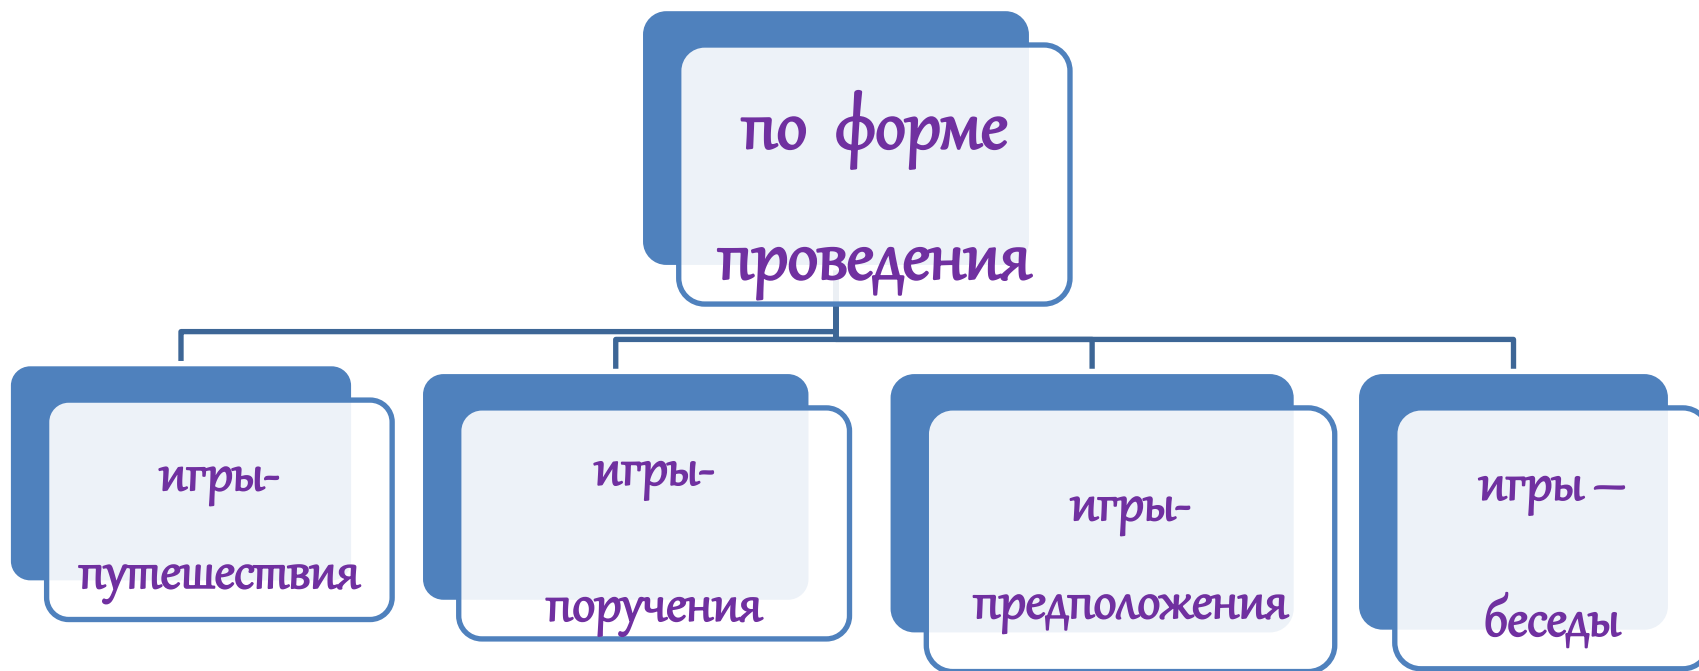 по форме
проведения
игры-
путешествия
игры-
поручения
игры-
предположения
игры –
беседы